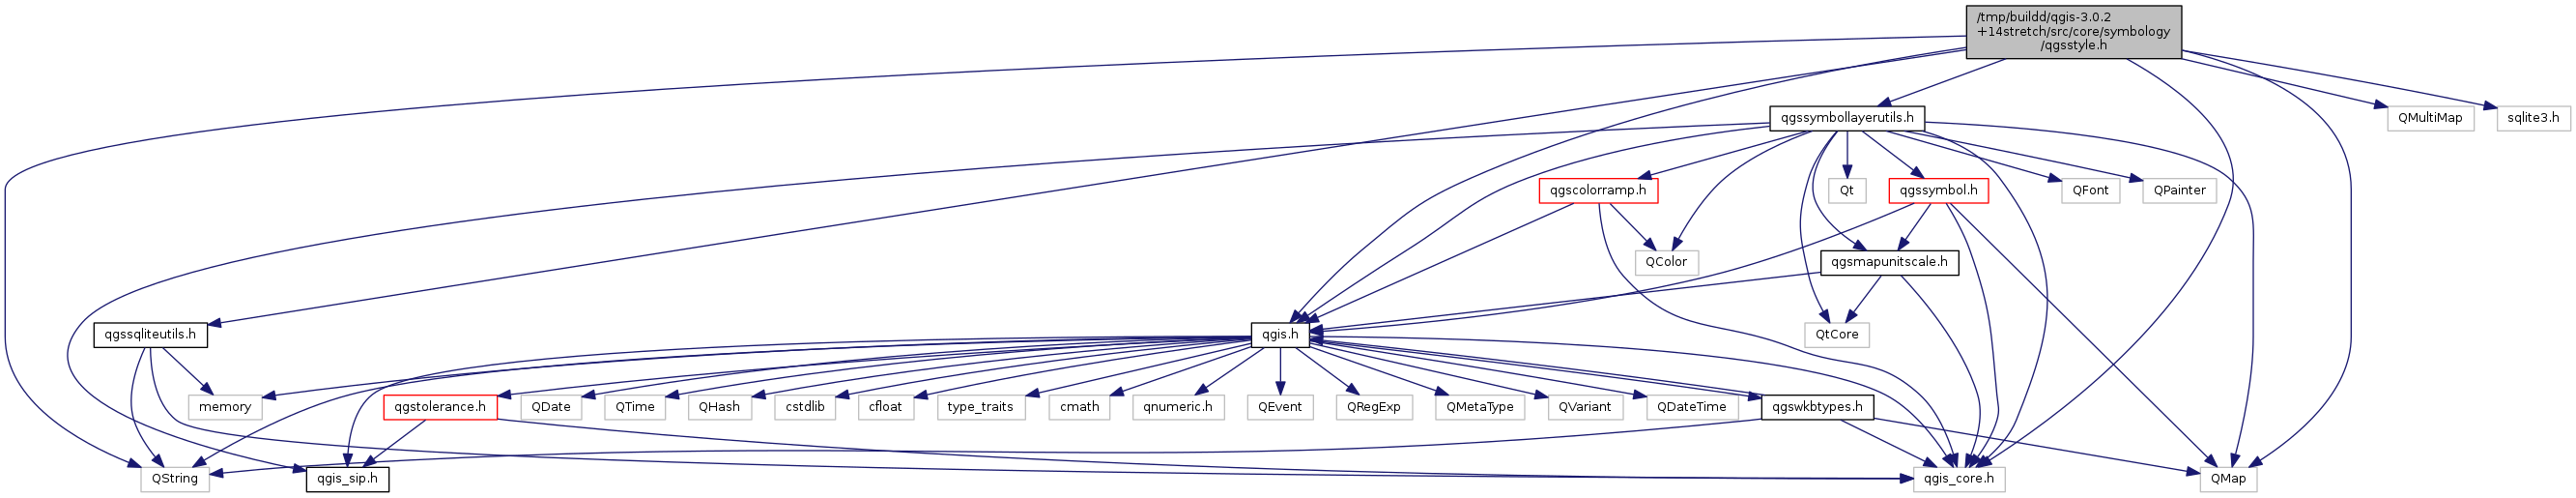 /tmp/buildd/qgis-3.0.2
+14stretch/src/core/symbology
/qgsstyle.h
qgssymbollayerutils.h
QMultiMap
sqlite3.h
qgscolorramp.h
Qt
qgssymbol.h
QFont
QPainter
QColor
qgsmapunitscale.h
qgssqliteutils.h
qgis.h
QtCore
memory
qgstolerance.h
QDate
QTime
QHash
cstdlib
cfloat
type_traits
cmath
qnumeric.h
QEvent
QRegExp
QMetaType
QVariant
QDateTime
qgswkbtypes.h
QString
qgis_sip.h
qgis_core.h
QMap